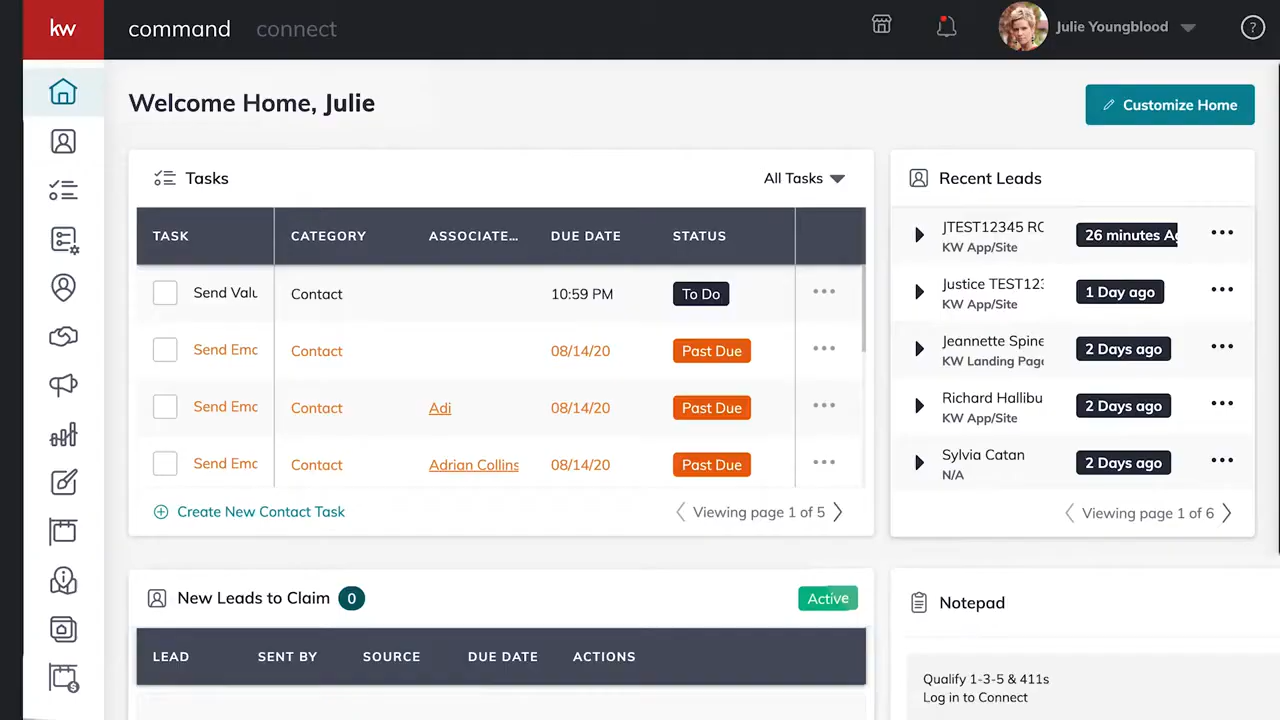 kw command connect Julie Youngblood ?
Welcome Home, Julie
Customize Home
Tasks
All Tasks
TASK CATEGORY ASSOCIATE... DUE DATE STATUS
Send Valu Contact 10:59 PM To Do
Send Ema Contact 08/14/20 Past Due
Send Ema Contact Adi 08/14/20 Past Due
Send Ema Contact Adrian Collins 08/14/20 Past Due
Create New Contact Task
Viewing page 1 of 5
Recent Leads
JTEST12345 RO 26 minutes Ag
KW App/Site
Justice TEST123 1 Day ago
KW App/Site
Jeannette Spine 2 Days ago
KW Landing Page
Richard Hallibu 2 Days ago
KW App/Site
Sylvia Catan 2 Days ago
N/A
Viewing page 1 of 6
New Leads to Claim 0
Active
LEAD SENT BY SOURCE DUE DATE ACTIONS
Notepad
Qualify 1-3-5 & 411s
Log in to Connect